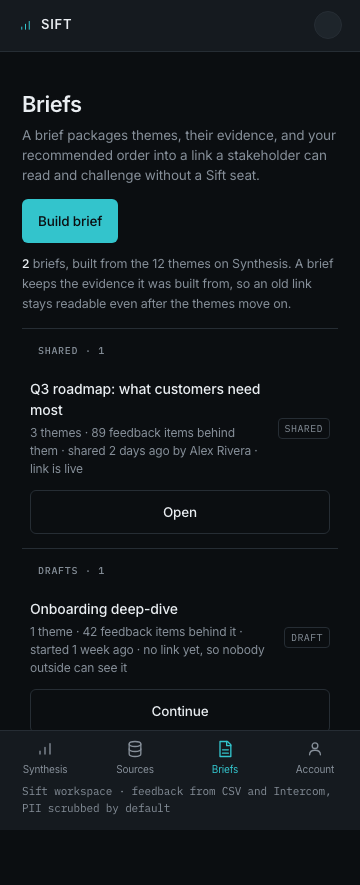 SIFT
Briefs
A brief packages themes, their evidence, and your
recommended order into a link a stakeholder can
read and challenge without a Sift seat.
Build brief
2 briefs, built from the 12 themes on Synthesis. A brief
keeps the evidence it was built from, so an old link
stays readable even after the themes move on.
SHARED · 1
Q3 roadmap: what customers need
most
3 themes · 89 feedback items behind
them · shared 2 days ago by Alex Rivera ·
link is live
SHARED
Open
DRAFTS · 1
Onboarding deep-dive
1 theme · 42 feedback items behind it ·
started 1 week ago · no link yet, so nobody
outside can see it
DRAFT
Continue
Synthesis
Sources
Briefs
Account
Sift workspace · feedback from CSV and Intercom,
PII scrubbed by default